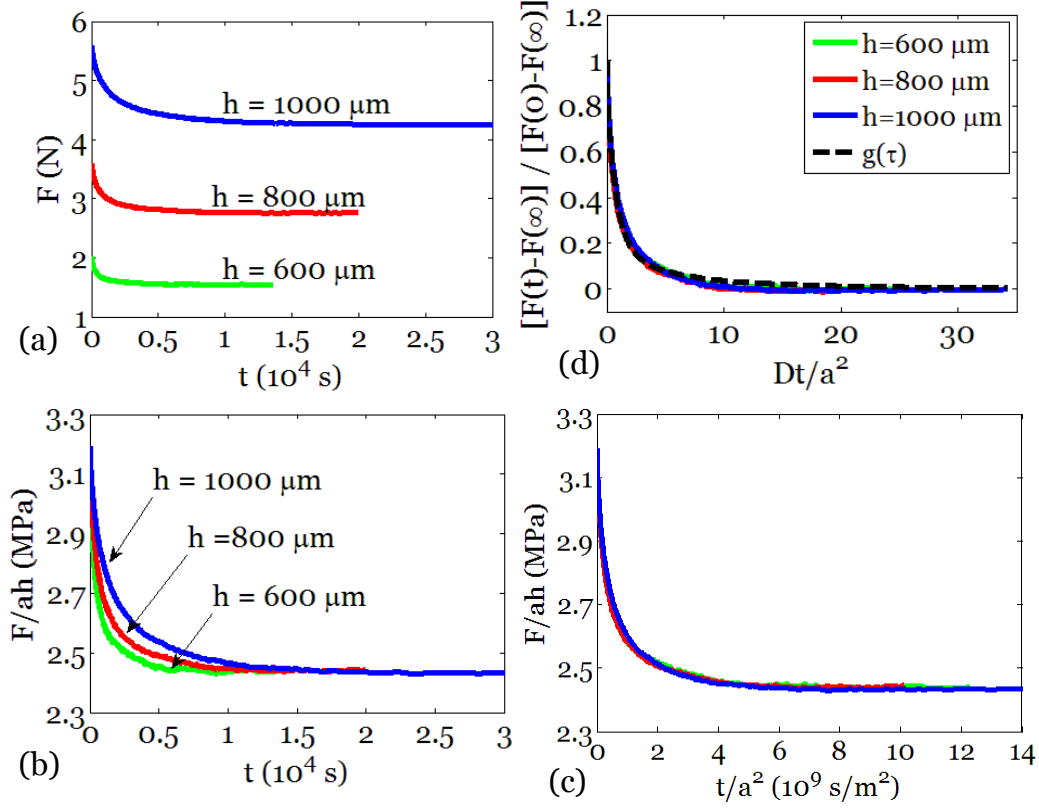 6
5
4
3
2
1
F (N)
h = 1000 μm
h = 800 μm
h = 600 μm
0 0.5 1 1.5 2 2.5 3
t (10⁴ s)
(a)
1.2
1
0.8
0.6
0.4
0.2
0
[F(t)-F(∞)] / [F(0)-F(∞)]
h=600 μm
h=800 μm
h=1000 μm
g(τ)
0 10 20 30
Dt/a²
(d)
3.3
3.1
2.9
2.7
2.5
2.3
F/ah (MPa)
h = 1000 μm
h =800 μm
h = 600 μm
0 0.5 1 1.5 2 2.5 3
t (10⁴ s)
(b)
3.3
3.1
2.9
2.7
2.5
2.3
F/ah (MPa)
0 2 4 6 8 10 12 14
t/a² (10⁹ s/m²)
(c)